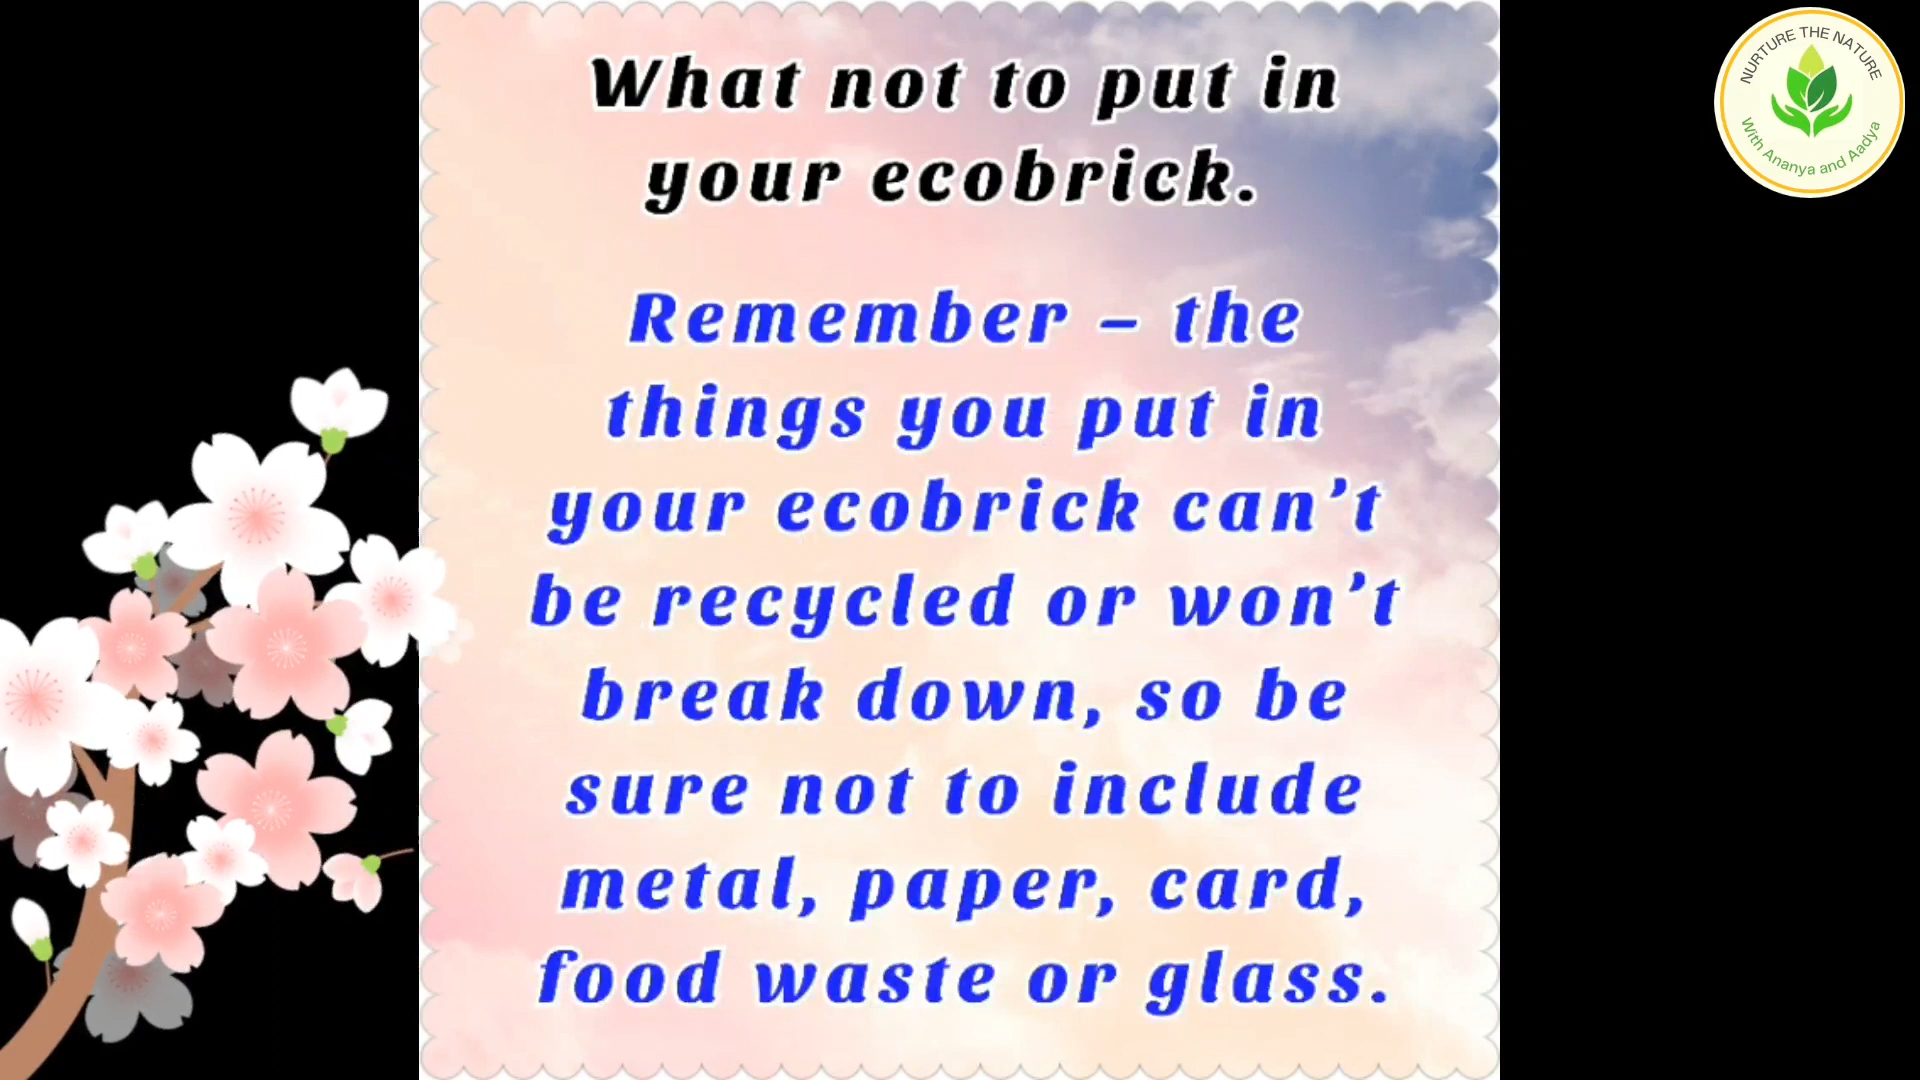 What not to put in
your ecobrick.
Remember – the
things you put in
your ecobrick can’t
be recycled or won’t
break down, so be
sure not to include
metal, paper, card,
food waste or glass.
NURTURE THE NATURE
With Ananya and Aadya